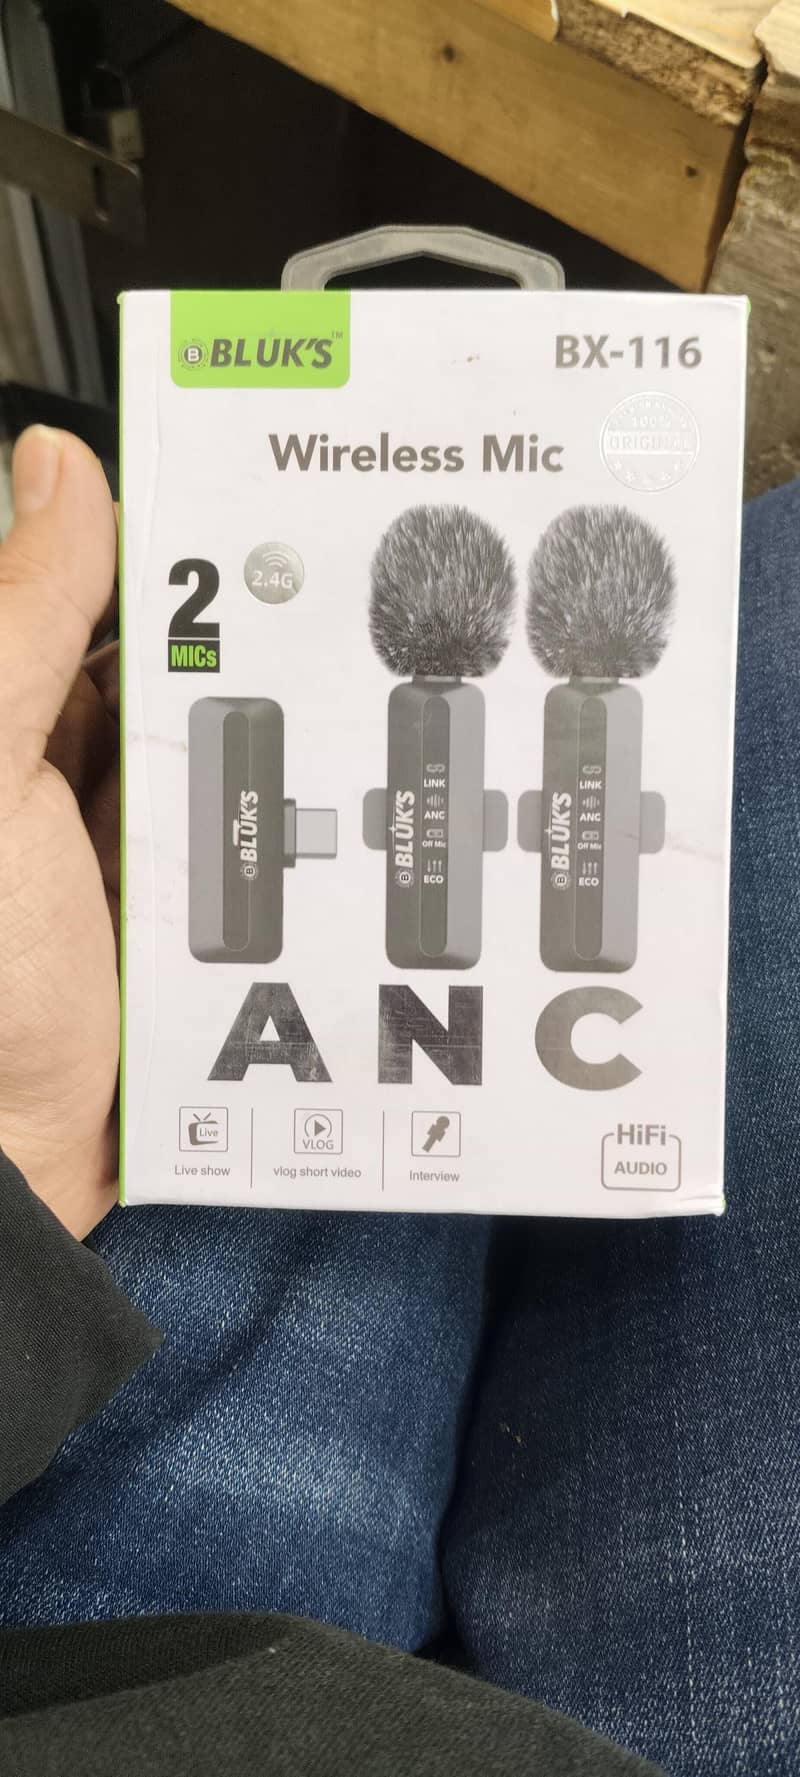 B BLUK'S™
BX-116
Wireless Mic
100%
ORIGINAL
2
MICs
2.4G
B BLUK'S
B BLUK'S
LINK
ANC
Off Mic
ECO
B BLUK'S
LINK
ANC
Off Mic
ECO
ANC
Live
Live show
VLOG
vlog short video
Interview
HiFi
AUDIO